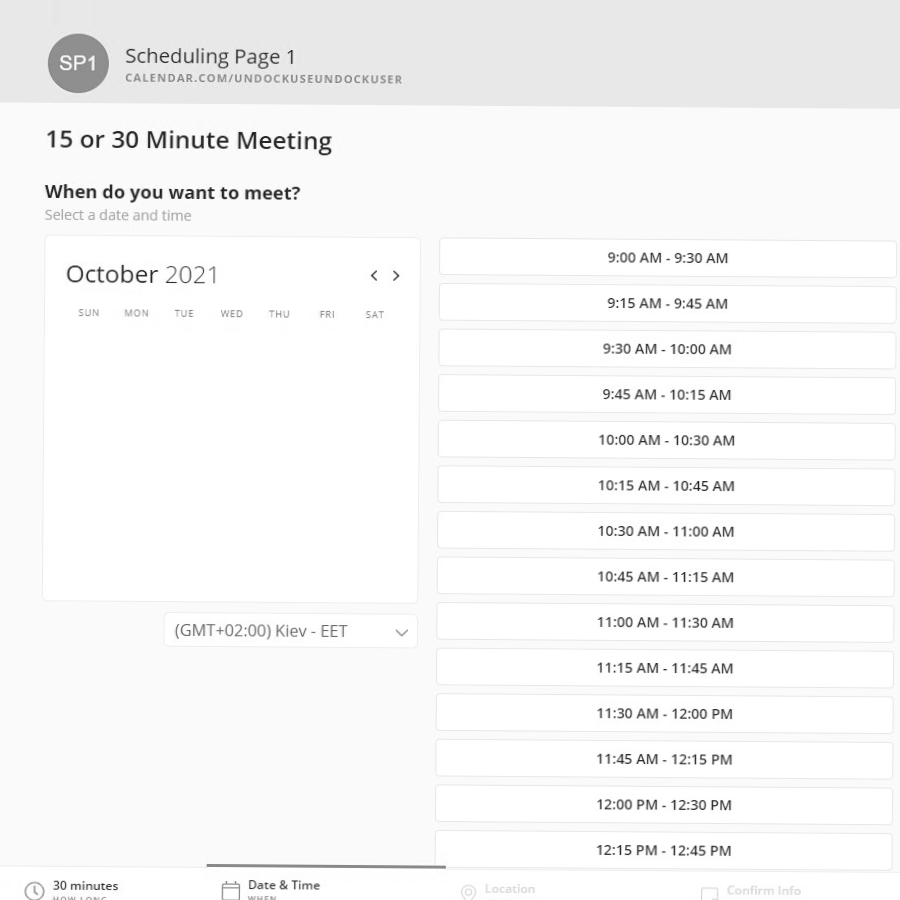 SP1
Scheduling Page 1
CALENDAR.COM/UNDOCKUSEUNDOCKUSER
15 or 30 Minute Meeting
When do you want to meet?
Select a date and time
October 2021
SUN MON TUE WED THU FRI SAT
(GMT+02:00) Kiev - EET
9:00 AM - 9:30 AM
9:15 AM - 9:45 AM
9:30 AM - 10:00 AM
9:45 AM - 10:15 AM
10:00 AM - 10:30 AM
10:15 AM - 10:45 AM
10:30 AM - 11:00 AM
10:45 AM - 11:15 AM
11:00 AM - 11:30 AM
11:15 AM - 11:45 AM
11:30 AM - 12:00 PM
11:45 AM - 12:15 PM
12:00 PM - 12:30 PM
12:15 PM - 12:45 PM
30 minutes
HOW LONG
Date & Time
WHEN
Location
Confirm Info